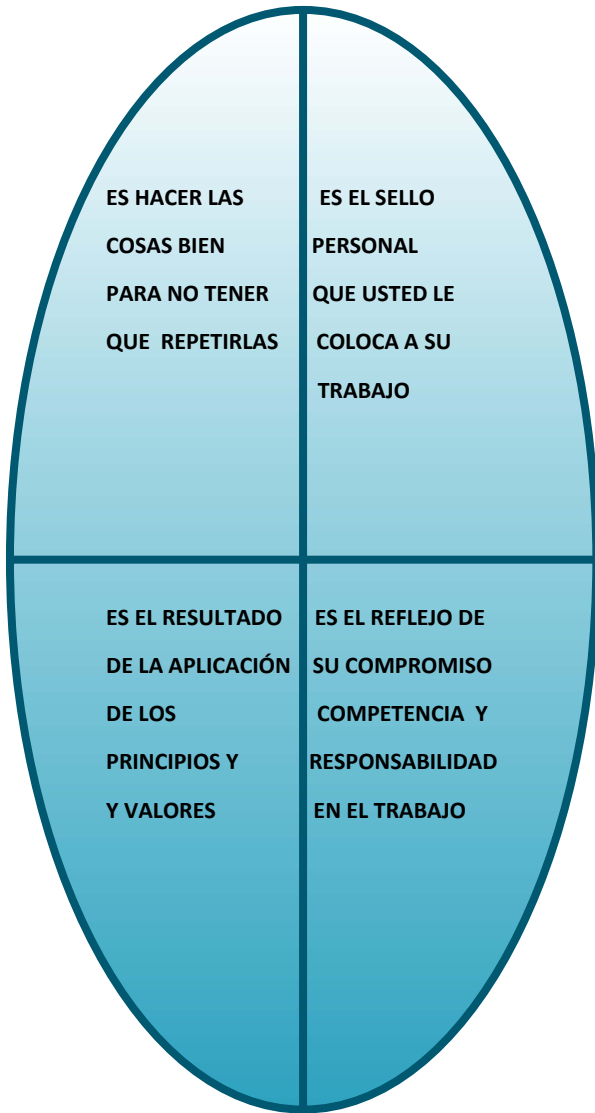 ES HACER LAS
COSAS BIEN
PARA NO TENER
QUE REPETIRLAS
ES EL SELLO
PERSONAL
QUE USTED LE
COLOCA A SU
TRABAJO
ES EL RESULTADO
DE LA APLICACIÓN
DE LOS
PRINCIPIOS Y
Y VALORES
ES EL REFLEJO DE
SU COMPROMISO
COMPETENCIA Y
RESPONSABILIDAD
EN EL TRABAJO